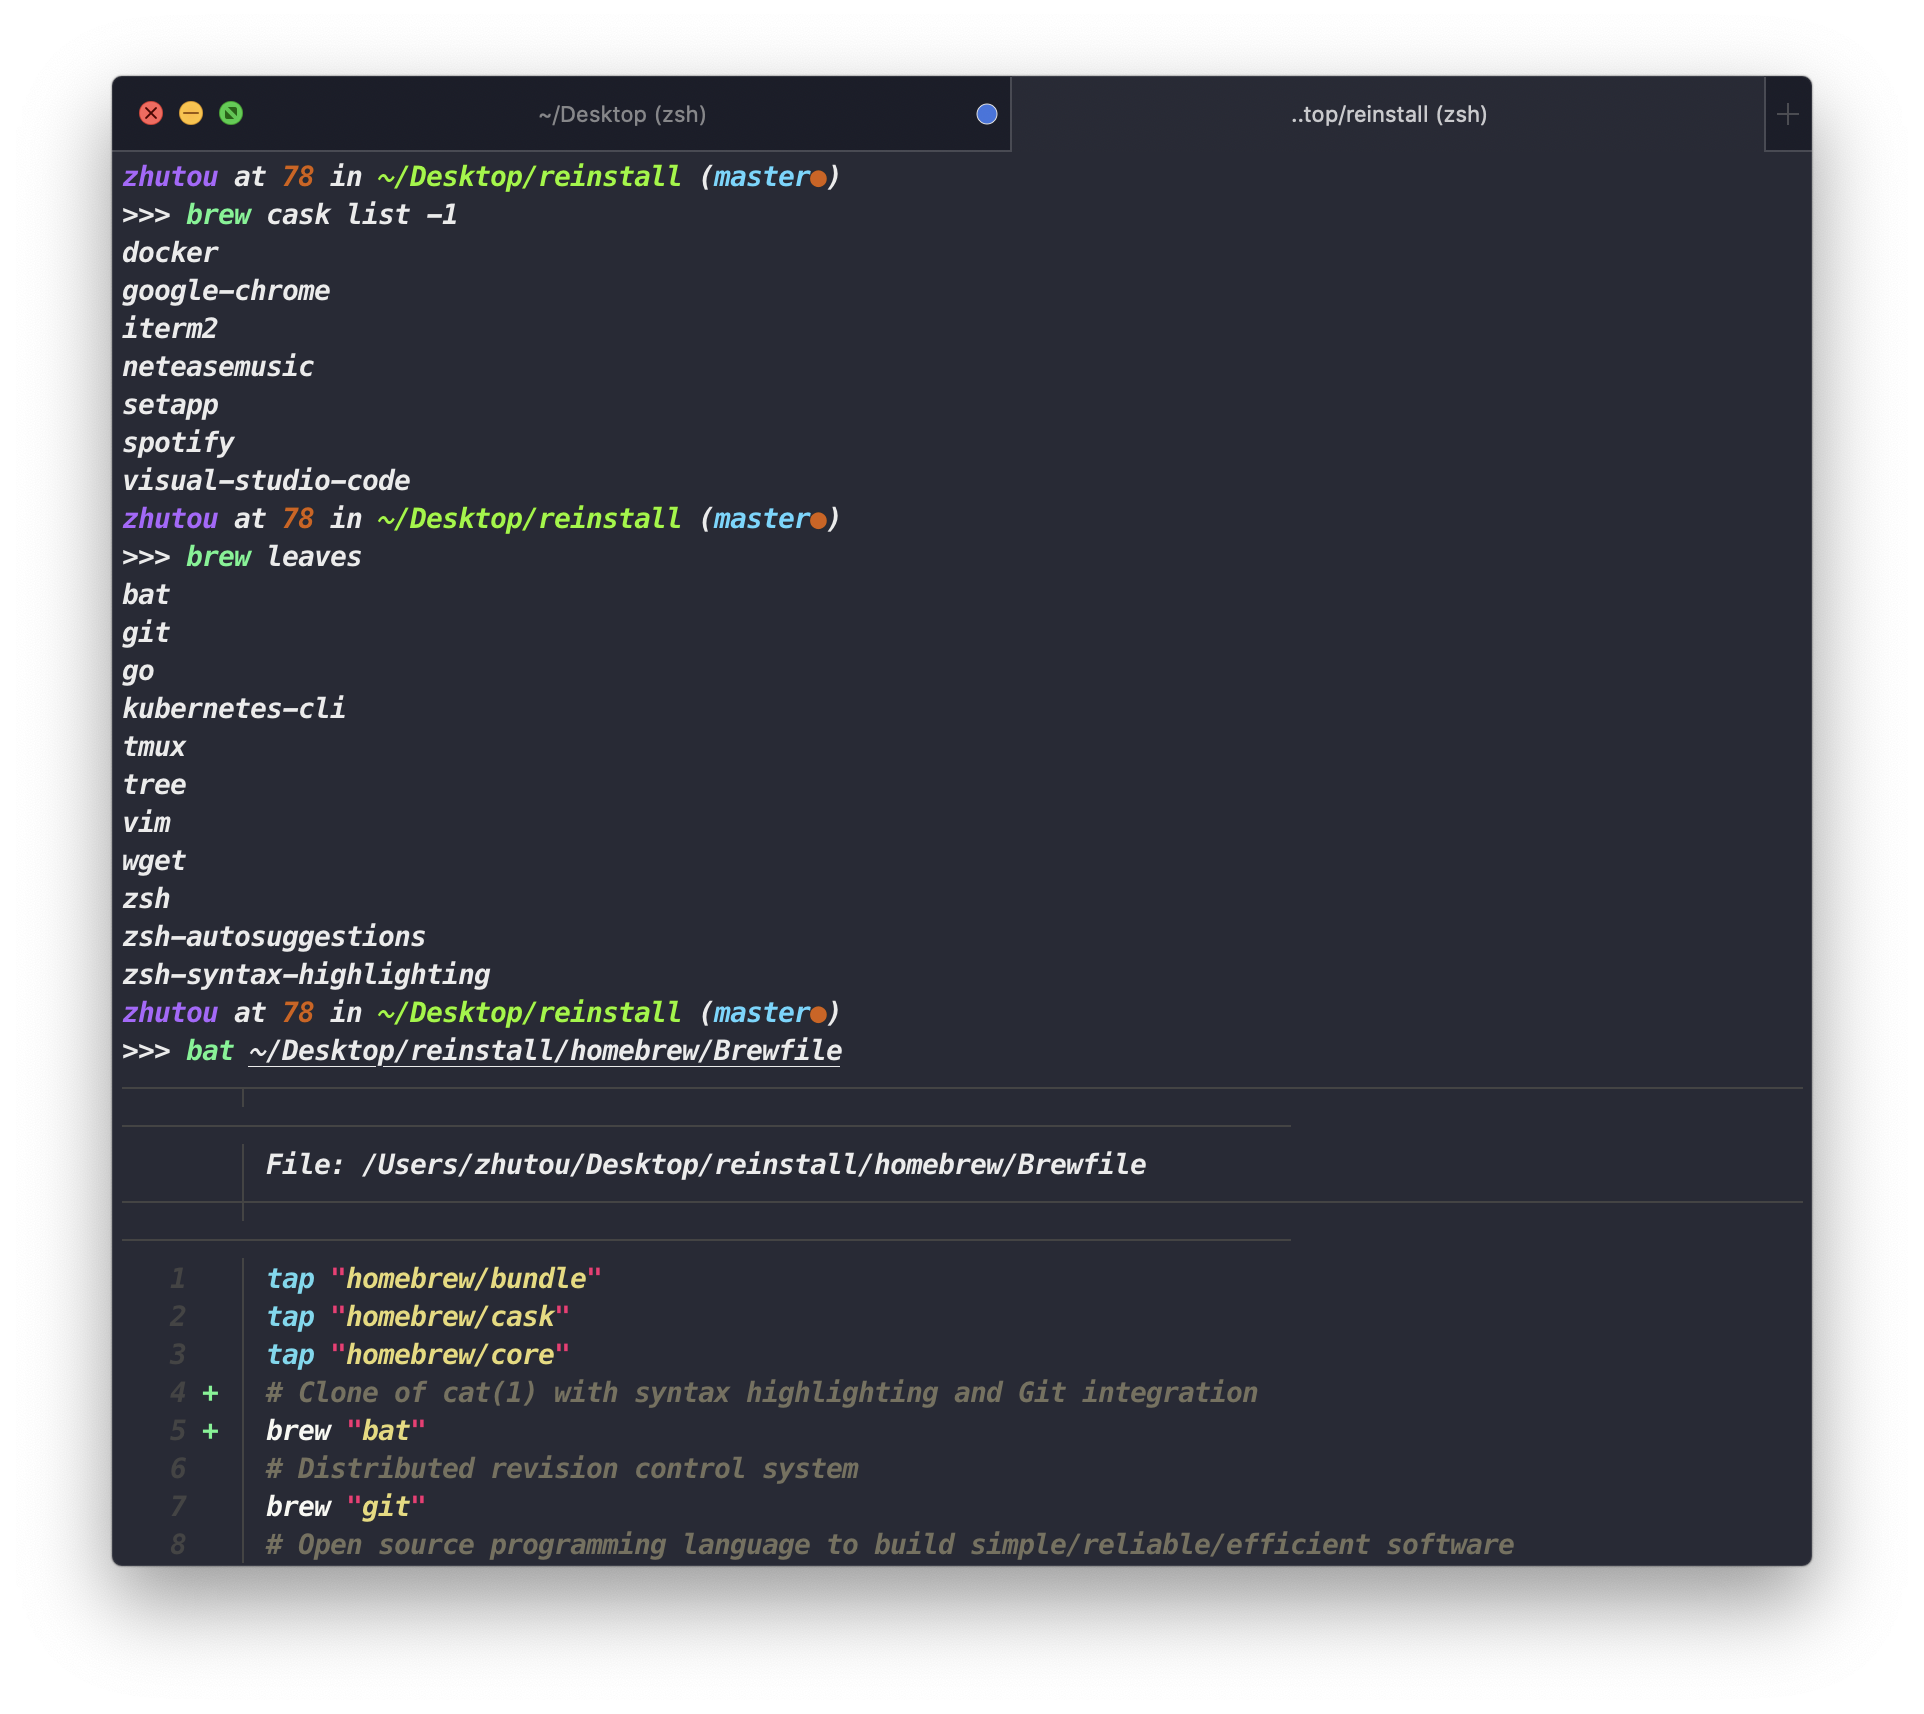 ~/Desktop (zsh)
..top/reinstall (zsh)
zhutou at 78 in ~/Desktop/reinstall (master●)
>>> brew cask list -1
docker
google-chrome
iterm2
neteasemusic
setapp
spotify
visual-studio-code
zhutou at 78 in ~/Desktop/reinstall (master●)
>>> brew leaves
bat
git
go
kubernetes-cli
tmux
tree
vim
wget
zsh
zsh-autosuggestions
zsh-syntax-highlighting
zhutou at 78 in ~/Desktop/reinstall (master●)
>>> bat ~/Desktop/reinstall/homebrew/Brewfile
File: /Users/zhutou/Desktop/reinstall/homebrew/Brewfile
1 tap "homebrew/bundle"
2 tap "homebrew/cask"
3 tap "homebrew/core"
4 + # Clone of cat(1) with syntax highlighting and Git integration
5 + brew "bat"
6 # Distributed revision control system
7 brew "git"
8 # Open source programming language to build simple/reliable/efficient software